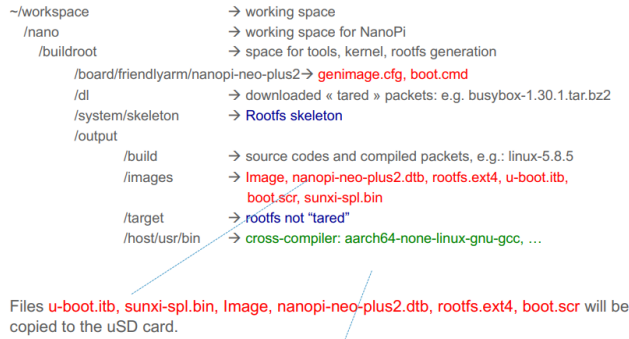 ~/workspace → working space
/nano → working space for NanoPi
/buildroot → space for tools, kernel, rootfs generation
/board/friendlyarm/nanopi-neo-plus2→ genimage.cfg, boot.cmd
/dl → downloaded « tared » packets: e.g. busybox-1.30.1.tar.bz2
/system/skeleton → Rootfs skeleton
/output
/build → source codes and compiled packets, e.g.: linux-5.8.5
/images → Image, nanopi-neo-plus2.dtb, rootfs.ext4, u-boot.itb,
boot.scr, sunxi-spl.bin
/target → rootfs not “tared”
/host/usr/bin → cross-compiler: aarch64-none-linux-gnu-gcc, …
Files u-boot.itb, sunxi-spl.bin, Image, nanopi-neo-plus2.dtb, rootfs.ext4, boot.scr will be
copied to the uSD card.